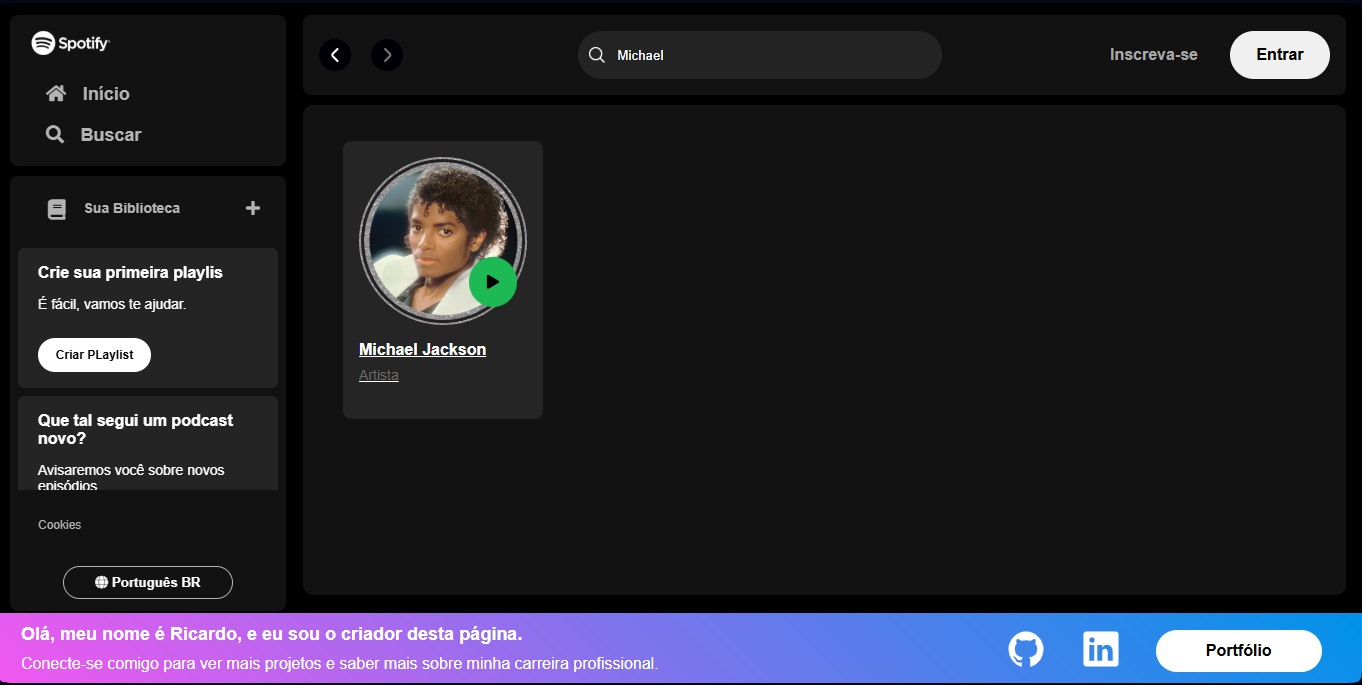 Spotify
Início
Buscar
Sua Biblioteca
Crie sua primeira playlis
É fácil, vamos te ajudar.
Criar PLaylist
Que tal segui um podcast
novo?
Avisaremos você sobre novos
episódios
Cookies
Português BR
Michael
Inscreva-se
Entrar
Michael Jackson
Artista
Olá, meu nome é Ricardo, e eu sou o criador desta página.
Conecte-se comigo para ver mais projetos e saber mais sobre minha carreira profissional.
in
Portfólio